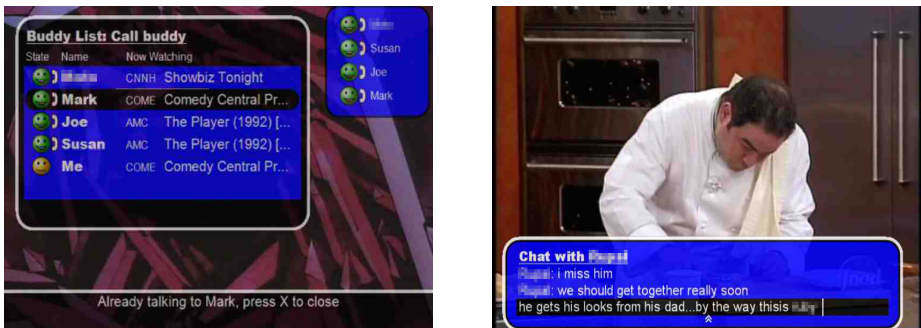 Buddy List: Call buddy
State Name Now Watching
CNNH Showbiz Tonight
Mark COME Comedy Central Pr...
Joe AMC The Player (1992) [...
Susan AMC The Player (1992) [...
Me COME Comedy Central Pr...
Susan
Joe
Mark
Already talking to Mark, press X to close
food
Chat with
: i miss him
: we should get together really soon
he gets his looks from his dad...by the way thisis